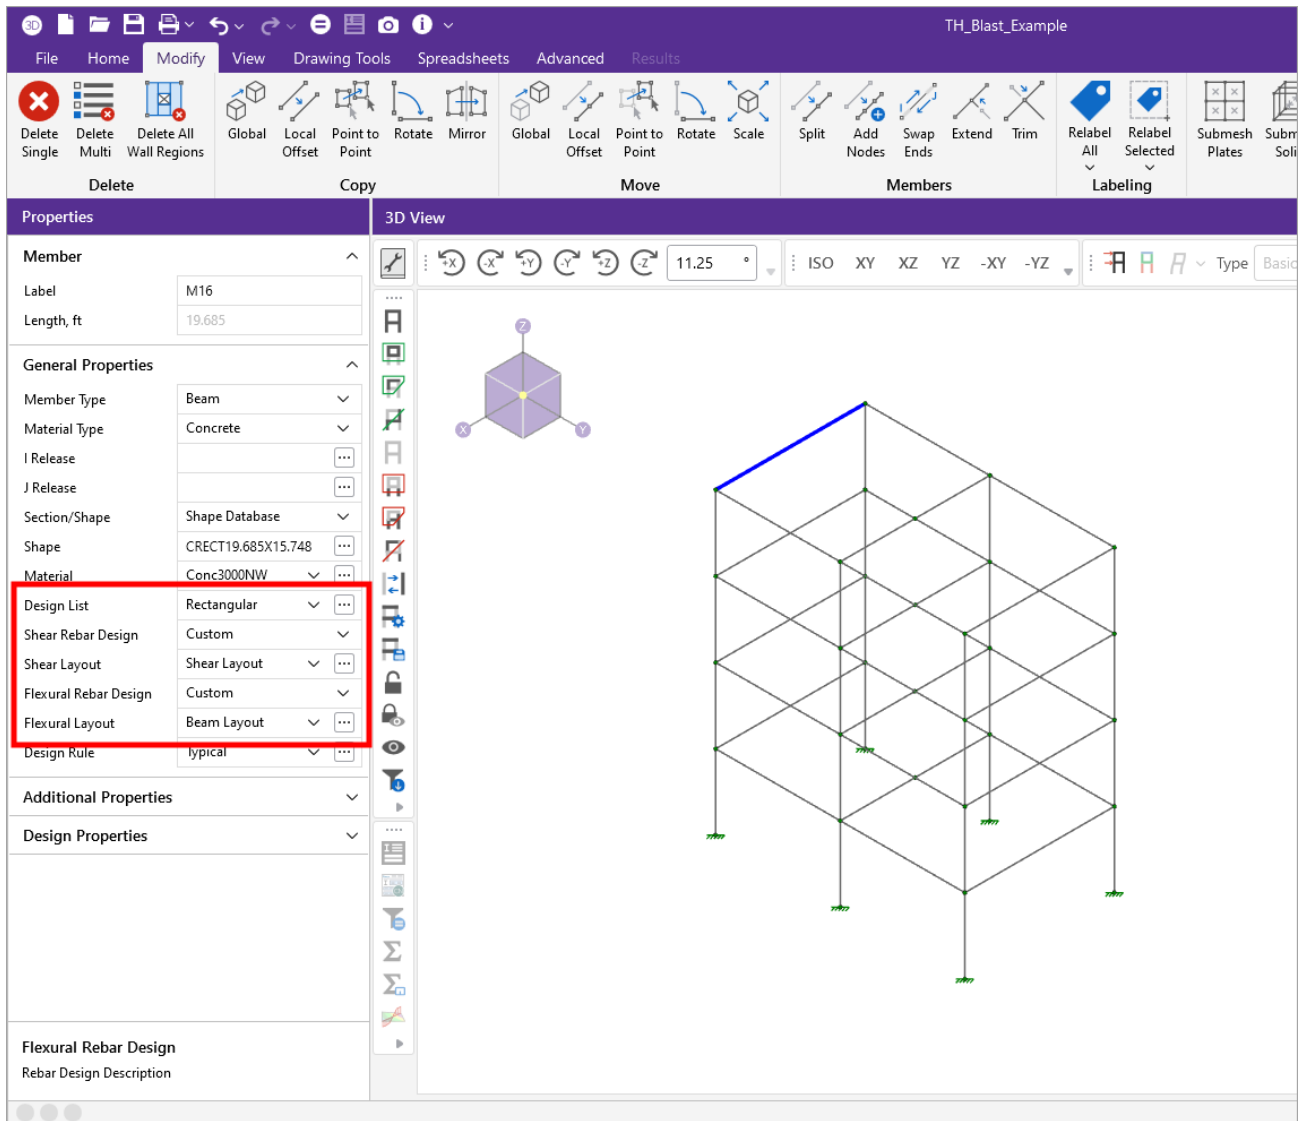 3D
TH_Blast_Example
File Home Modify View Drawing Tools Spreadsheets Advanced Results
Delete Single
Delete Multi
Delete All Wall Regions
Global
Local Offset
Point to Point
Rotate
Mirror
Global
Local Offset
Point to Point
Rotate
Scale
Split
Add Nodes
Swap Ends
Extend
Trim
Relabel All
Relabel Selected
Submesh Plates
Subm Soli
Delete Copy Move Members Labeling
Properties
3D View
+X -X +Y -Y +Z -Z 11.25 ° ISO XY XZ YZ -XY -YZ Type Basic
Member
Label M16
Length, ft 19.685
General Properties
Member Type Beam
Material Type Concrete
I Release
J Release
Section/Shape Shape Database
Shape CRECT19.685X15.748
Material Conc3000NW
Design List Rectangular
Shear Rebar Design Custom
Shear Layout Shear Layout
Flexural Rebar Design Custom
Flexural Layout Beam Layout
Design Rule Typical
Additional Properties
Design Properties
Z
X
Y
Flexural Rebar Design
Rebar Design Description